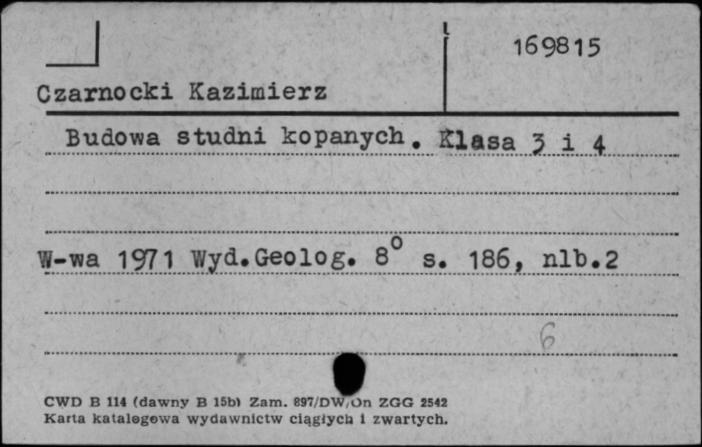 169815
Czarnocki Kazimierz
Budowa studni kopanych. Klasa 3 i 4
W-wa 1971 Wyd.Geolog. 8° s. 186, nlb.2
6
CWD B 114 (dawny B 15b) Zam. 897/DW/On ZGG 2542
Karta katalogowa wydawnictw ciągłych i zwartych.